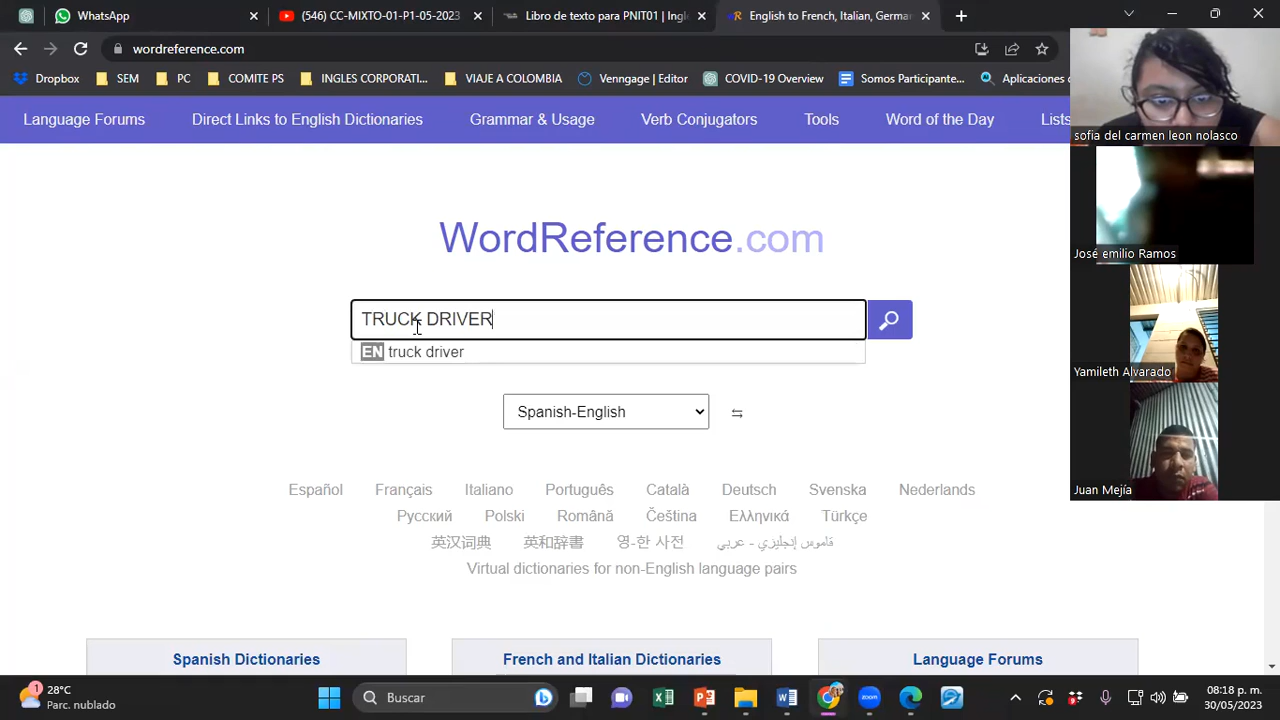 WhatsApp
(546) CC-MIXTO-01-P1-05-2023
Libro de texto para PNIT01 | Ingl
English to French, Italian, German
wordreference.com
Dropbox
SEM
PC
COMITE PS
INGLES CORPORATI...
VIAJE A COLOMBIA
Venngage | Editor
COVID-19 Overview
Somos Participante...
Aplicaciones
Language Forums
Direct Links to English Dictionaries
Grammar & Usage
Verb Conjugators
Tools
Word of the Day
Lists
WordReference.com
TRUCK DRIVER
EN truck driver
Spanish-English
Español Français Italiano Português Català Deutsch Svenska Nederlands
Русский Polski Română Čeština Ελληνικά Türkçe
英汉词典 英和辞書 영-한 사전 قاموس إنجليزي - عربي
Virtual dictionaries for non-English language pairs
Spanish Dictionaries
French and Italian Dictionaries
Language Forums
sofia del carmen leon nolasco
José emilio Ramos
Yamileth Alvarado
Juan Mejía
1
28°C
Parc. nublado
Buscar
08:18 p. m.
30/05/2023